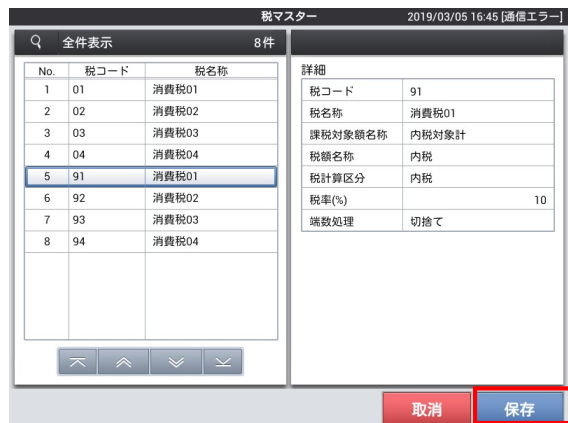 税マスター 2019/03/05 16:45 [通信エラー]
全件表示 8件
No. 税コード 税名称
1 01 消費税01
2 02 消費税02
3 03 消費税03
4 04 消費税04
5 91 消費税01
6 92 消費税02
7 93 消費税03
8 94 消費税04
詳細
税コード 91
税名称 消費税01
課税対象額名称 内税対象計
税額名称 内税
税計算区分 内税
税率(%) 10
端数処理 切捨て
取消 保存